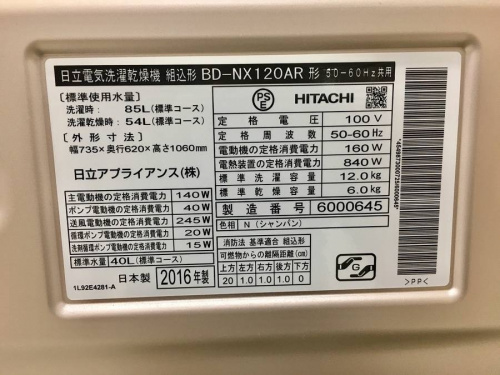 日立電気洗濯乾燥機 組込形 BD-NX120AR 形 50-60Hz共用
〔標準使用水量〕
洗濯時： 85L(標準コース)
洗濯乾燥時： 54L(標準コース)
〔外形寸法〕
幅735×奥行620×高さ1060mm
日立アプライアンス(株)
主電動機の定格消費電力 140W
ポンプ電動機の定格消費電力 40W
送風電動機の定格消費電力 245W
循環ポンプ電動機の定格消費電力 20W
洗剤循環ポンプ電動機の定格消費電力 15W
標準水量 40L(標準コース)
日本製 2016年製
1L92E4281-A
PSE HITACHI
定格電圧 100V
定格周波数 50-60Hz
電動機の定格消費電力 160W
電熱装置の定格消費電力 840W
標準洗濯容量 12.0kg
標準乾燥容量 6.0kg
製造番号 6000645
色相 N(シャンパン)
消防法 基準適合 組込形
可燃物からの離隔距離(cm)
上方 左方 右方 前方 後方 下方
20 1.0 1.0 0 1.0 0
G
>PP<